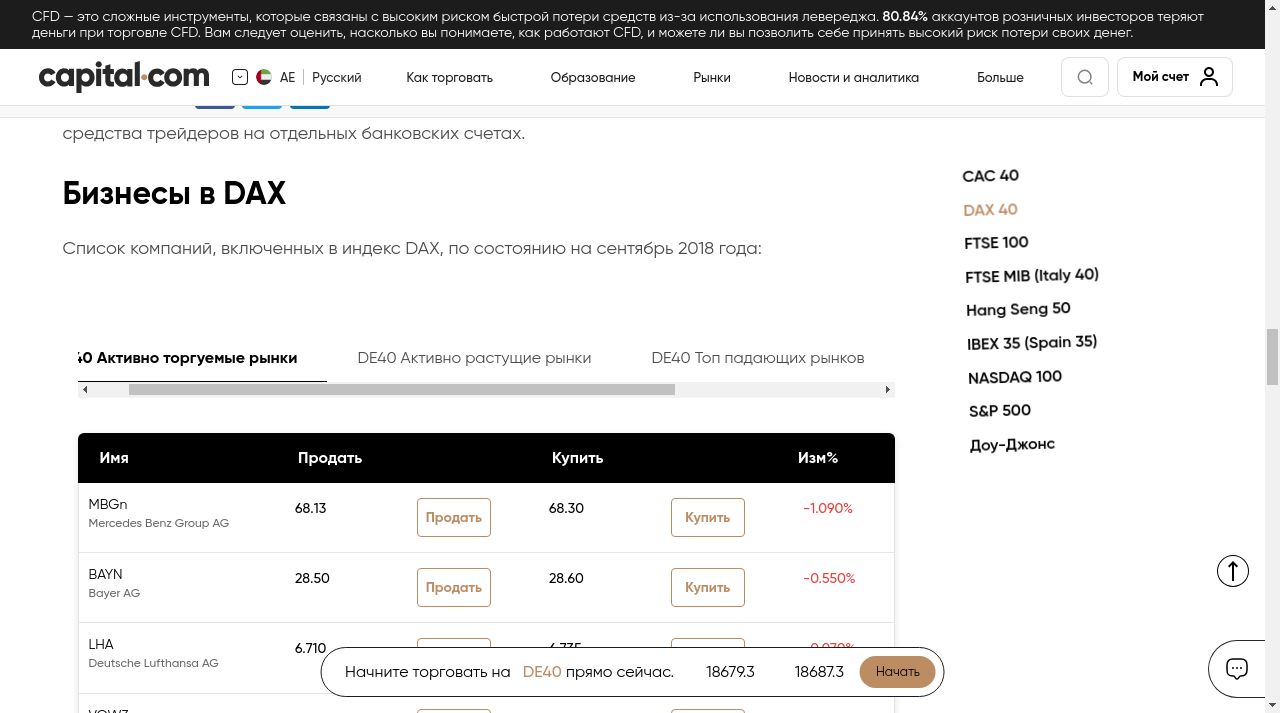 CFD — это сложные инструменты, которые связаны с высоким риском быстрой потери средств из-за использования левереджа. 80.84% аккаунтов розничных инвесторов теряют
деньги при торговле CFD. Вам следует оценить, насколько вы понимаете, как работают CFD, и можете ли вы позволить себе принять высокий риск потери своих денег.
capital.com AE Русский Как торговать Образование Рынки Новости и аналитика Больше Мой счет
средства трейдеров на отдельных банковских счетах.
Бизнесы в DAX
Список компаний, включенных в индекс DAX, по состоянию на сентябрь 2018 года:
CAC 40
DAX 40
FTSE 100
FTSE MIB (Italy 40)
Hang Seng 50
IBEX 35 (Spain 35)
NASDAQ 100
S&P 500
Доу-Джонс
40 Активно торгуемые рынки DE40 Активно растущие рынки DE40 Топ падающих рынков
Имя Продать Купить Изм%
MBGn 68.13 Продать 68.30 Купить -1.090%
Mercedes Benz Group AG
BAYN 28.50 Продать 28.60 Купить -0.550%
Bayer AG
LHA 6.710
Deutsche Lufthansa AG
Начните торговать на DE40 прямо сейчас. 18679.3 18687.3 Начать